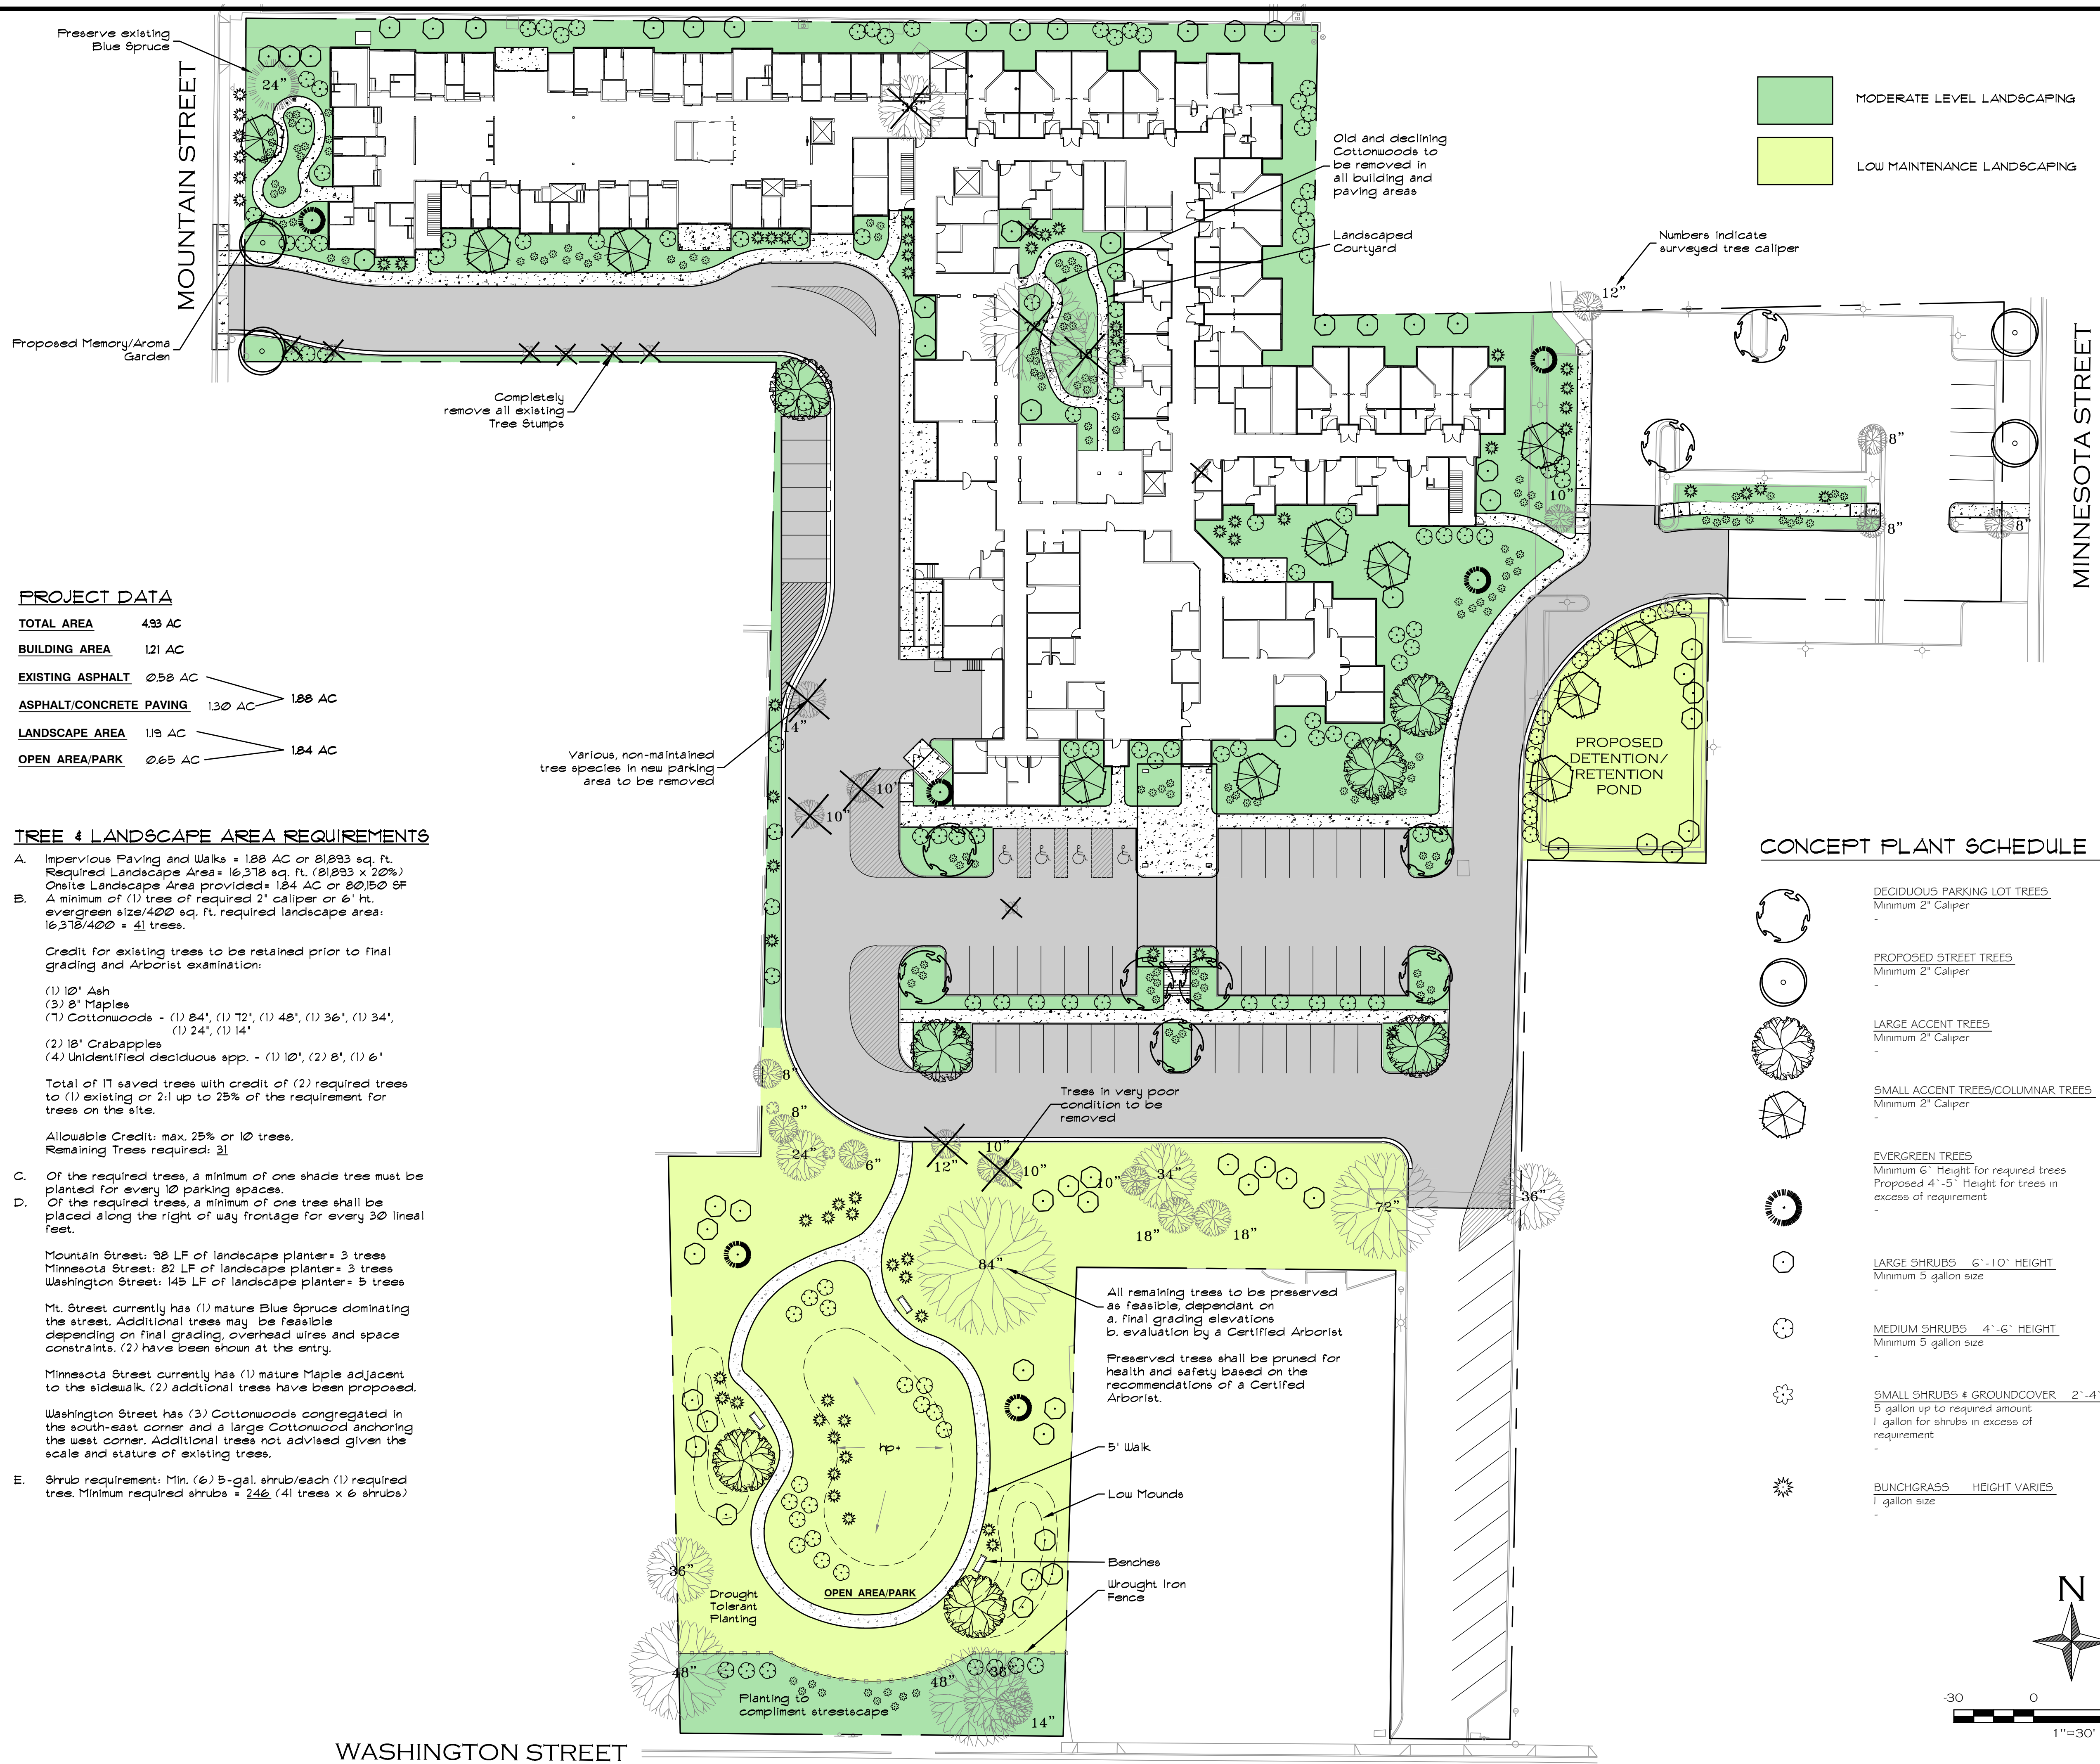 Preserve existing
Blue Spruce
MOUNTAIN STREET
24"
Proposed Memory/Aroma
Garden
Completely
remove all existing
Tree Stumps
36"
72"
48"
Old and declining
Cottonwoods to
be removed in
all building and
paving areas
Landscaped
Courtyard
MODERATE LEVEL LANDSCAPING
LOW MAINTENANCE LANDSCAPING
Numbers indicate
surveyed tree caliper
12"
8"
10"
8"
8"
MINNESOTA STREET
PROJECT DATA
TOTAL AREA 4.93 AC
BUILDING AREA 1.21 AC
EXISTING ASPHALT 0.58 AC
ASPHALT/CONCRETE PAVING 1.30 AC
1.88 AC
LANDSCAPE AREA 1.19 AC
OPEN AREA/PARK 0.65 AC
1.84 AC
14"
Various, non-maintained
tree species in new parking
area to be removed
10"
10"
PROPOSED
DETENTION/
RETENTION
POND
TREE & LANDSCAPE AREA REQUIREMENTS
A. Impervious Paving and Walks = 1.88 AC or 81,893 sq. ft.
Required Landscape Area= 16,378 sq. ft. (81,893 x 20%)
Onsite Landscape Area provided= 1.84 AC or 80,150 SF
B. A minimum of (1) tree of required 2" caliper or 6' ht.
evergreen size/400 sq. ft. required landscape area:
16,378/400 = 41 trees.
Credit for existing trees to be retained prior to final
grading and Arborist examination:
(1) 10" Ash
(3) 8" Maples
(7) Cottonwoods - (1) 84", (1) 72", (1) 48", (1) 36", (1) 34",
(1) 24", (1) 14"
(2) 18" Crabapples
(4) Unidentified deciduous spp. - (1) 10", (2) 8", (1) 6"
Total of 17 saved trees with credit of (2) required trees
to (1) existing or 2:1 up to 25% of the requirement for
trees on the site.
Allowable Credit: max. 25% or 10 trees.
Remaining Trees required: 31
C. Of the required trees, a minimum of one shade tree must be
planted for every 10 parking spaces.
D. Of the required trees, a minimum of one tree shall be
placed along the right of way frontage for every 30 lineal
feet.
Mountain Street: 98 LF of landscape planter= 3 trees
Minnesota Street: 82 LF of landscape planter= 3 trees
Washington Street: 145 LF of landscape planter= 5 trees
Mt. Street currently has (1) mature Blue Spruce dominating
the street. Additional trees may be feasible
depending on final grading, overhead wires and space
constraints. (2) have been shown at the entry.
Minnesota Street currently has (1) mature Maple adjacent
to the sidewalk. (2) addtional trees have been proposed.
Washington Street has (3) Cottonwoods congregated in
the south-east corner and a large Cottonwood anchoring
the west corner. Additional trees not advised given the
scale and stature of existing trees.
E. Shrub requirement: Min. (6) 5-gal. shrub/each (1) required
tree. Minimum required shrubs = 246 (41 trees x 6 shrubs)
8"
8"
24"
6"
12"
10"
10"
Trees in very poor
condition to be
removed
10"
34"
18"
18"
72"
36"
84"
All remaining trees to be preserved
as feasible, dependant on
a. final grading elevations
b. evaluation by a Certified Arborist
Preserved trees shall be pruned for
health and safety based on the
recommendations of a Certifed
Arborist.
hp+
5' Walk
Low Mounds
Benches
Wrought Iron
Fence
36"
Drought
Tolerant
Planting
OPEN AREA/PARK
48"
48"
36"
14"
Planting to
compliment streetscape
WASHINGTON STREET
CONCEPT PLANT SCHEDULE
DECIDUOUS PARKING LOT TREES
Minimum 2" Caliper
-
PROPOSED STREET TREES
Minimum 2" Caliper
-
LARGE ACCENT TREES
Minimum 2" Caliper
-
SMALL ACCENT TREES/COLUMNAR TREES
Minimum 2" Caliper
-
EVERGREEN TREES
Minimum 6` Height for required trees
Proposed 4`-5` Height for trees in
excess of requirement
-
LARGE SHRUBS 6`-10` HEIGHT
Minimum 5 gallon size
-
MEDIUM SHRUBS 4`-6` HEIGHT
Minimum 5 gallon size
-
SMALL SHRUBS & GROUNDCOVER 2`-4`
5 gallon up to required amount
1 gallon for shrubs in excess of
requirement
-
BUNCHGRASS HEIGHT VARIES
1 gallon size
-
N
-30 0
1"=30'